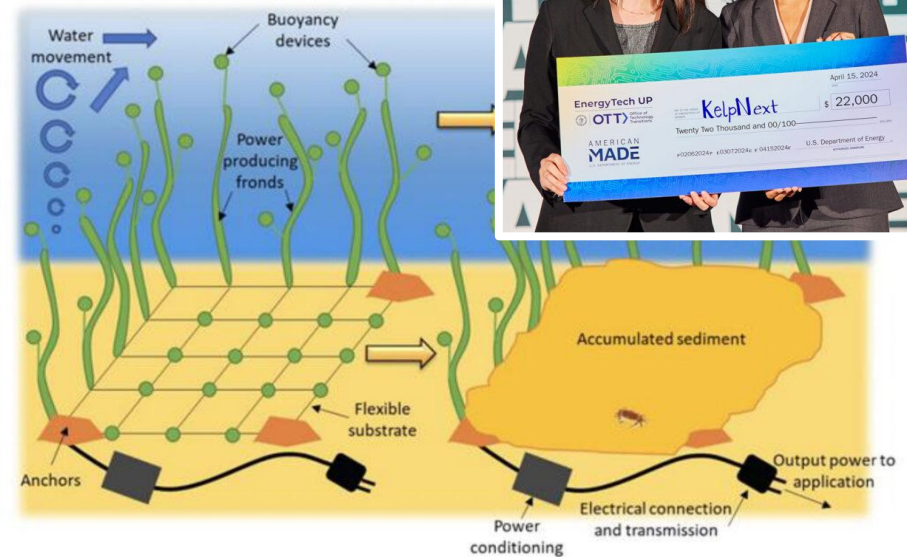 Water
movement
Buoyancy
devices
Power
producing
fronds
Flexible
substrate
Anchors
April 15, 2024
EnergyTech UP
OTT
Office of
Technology
Transitions
KelpNext
$ 22,000
Twenty Two Thousand and 00/100
AMERICAN
MADE
U.S. Department of Energy
Accumulated sediment
Output power to
application
Electrical connection
and transmission
Power
conditioning